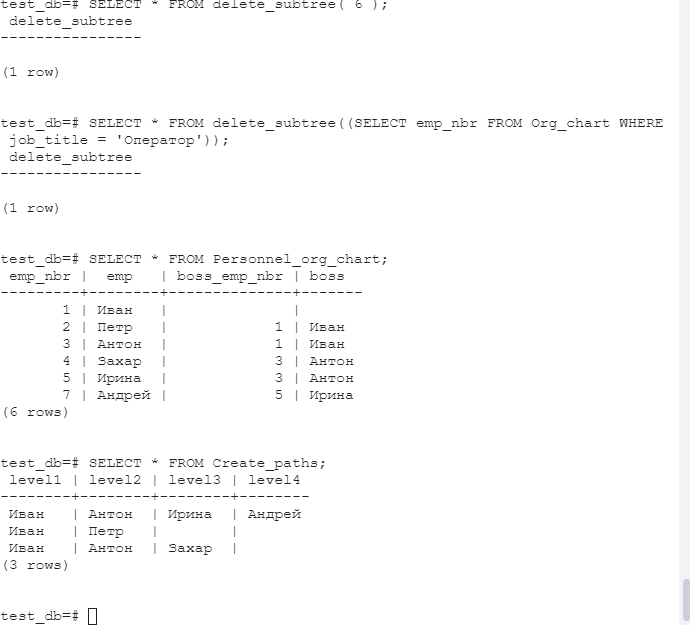 test_db=# SELECT * FROM delete_subtree( 6 );
 delete_subtree
----------------

(1 row)


test_db=# SELECT * FROM delete_subtree((SELECT emp_nbr FROM Org_chart WHERE
 job_title = 'Оператор'));
 delete_subtree
----------------

(1 row)


test_db=# SELECT * FROM Personnel_org_chart;
 emp_nbr |  emp   | boss_emp_nbr | boss
---------+--------+--------------+-------
       1 | Иван   |              |
       2 | Петр   |            1 | Иван
       3 | Антон  |            1 | Иван
       4 | Захар  |            3 | Антон
       5 | Ирина  |            3 | Антон
       7 | Андрей |            5 | Ирина
(6 rows)


test_db=# SELECT * FROM Create_paths;
 level1 | level2 | level3 | level4
--------+--------+--------+--------
 Иван   | Антон  | Ирина  | Андрей
 Иван   | Петр   |        |
 Иван   | Антон  | Захар  |
(3 rows)


test_db=#